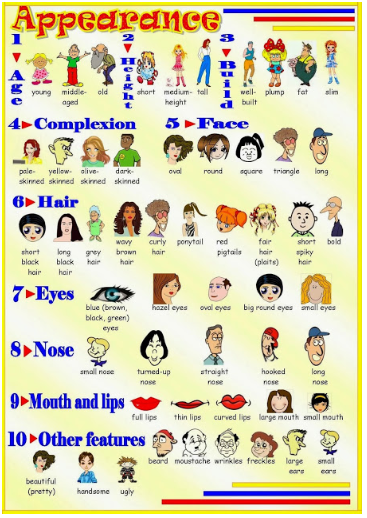 Appearance
1 Age
young middle-aged old
2 Height
short medium-height tall
3 Build
well-built plump fat slim
4 Complexion
pale-skinned yellow-skinned olive-skinned dark-skinned
5 Face
oval round square triangle long
6 Hair
short black hair long black hair grey hair wavy brown hair curly hair ponytail red pigtails fair hair (plaits) short spiky hair bald
7 Eyes
blue (brown, black, green) eyes hazel eyes oval eyes big round eyes small eyes
8 Nose
small nose turned-up nose straight nose hooked nose long nose
9 Mouth and lips
full lips thin lips curved lips large mouth small mouth
10 Other features
beard moustache wrinkles freckles large ears small ears
beautiful (pretty) handsome ugly